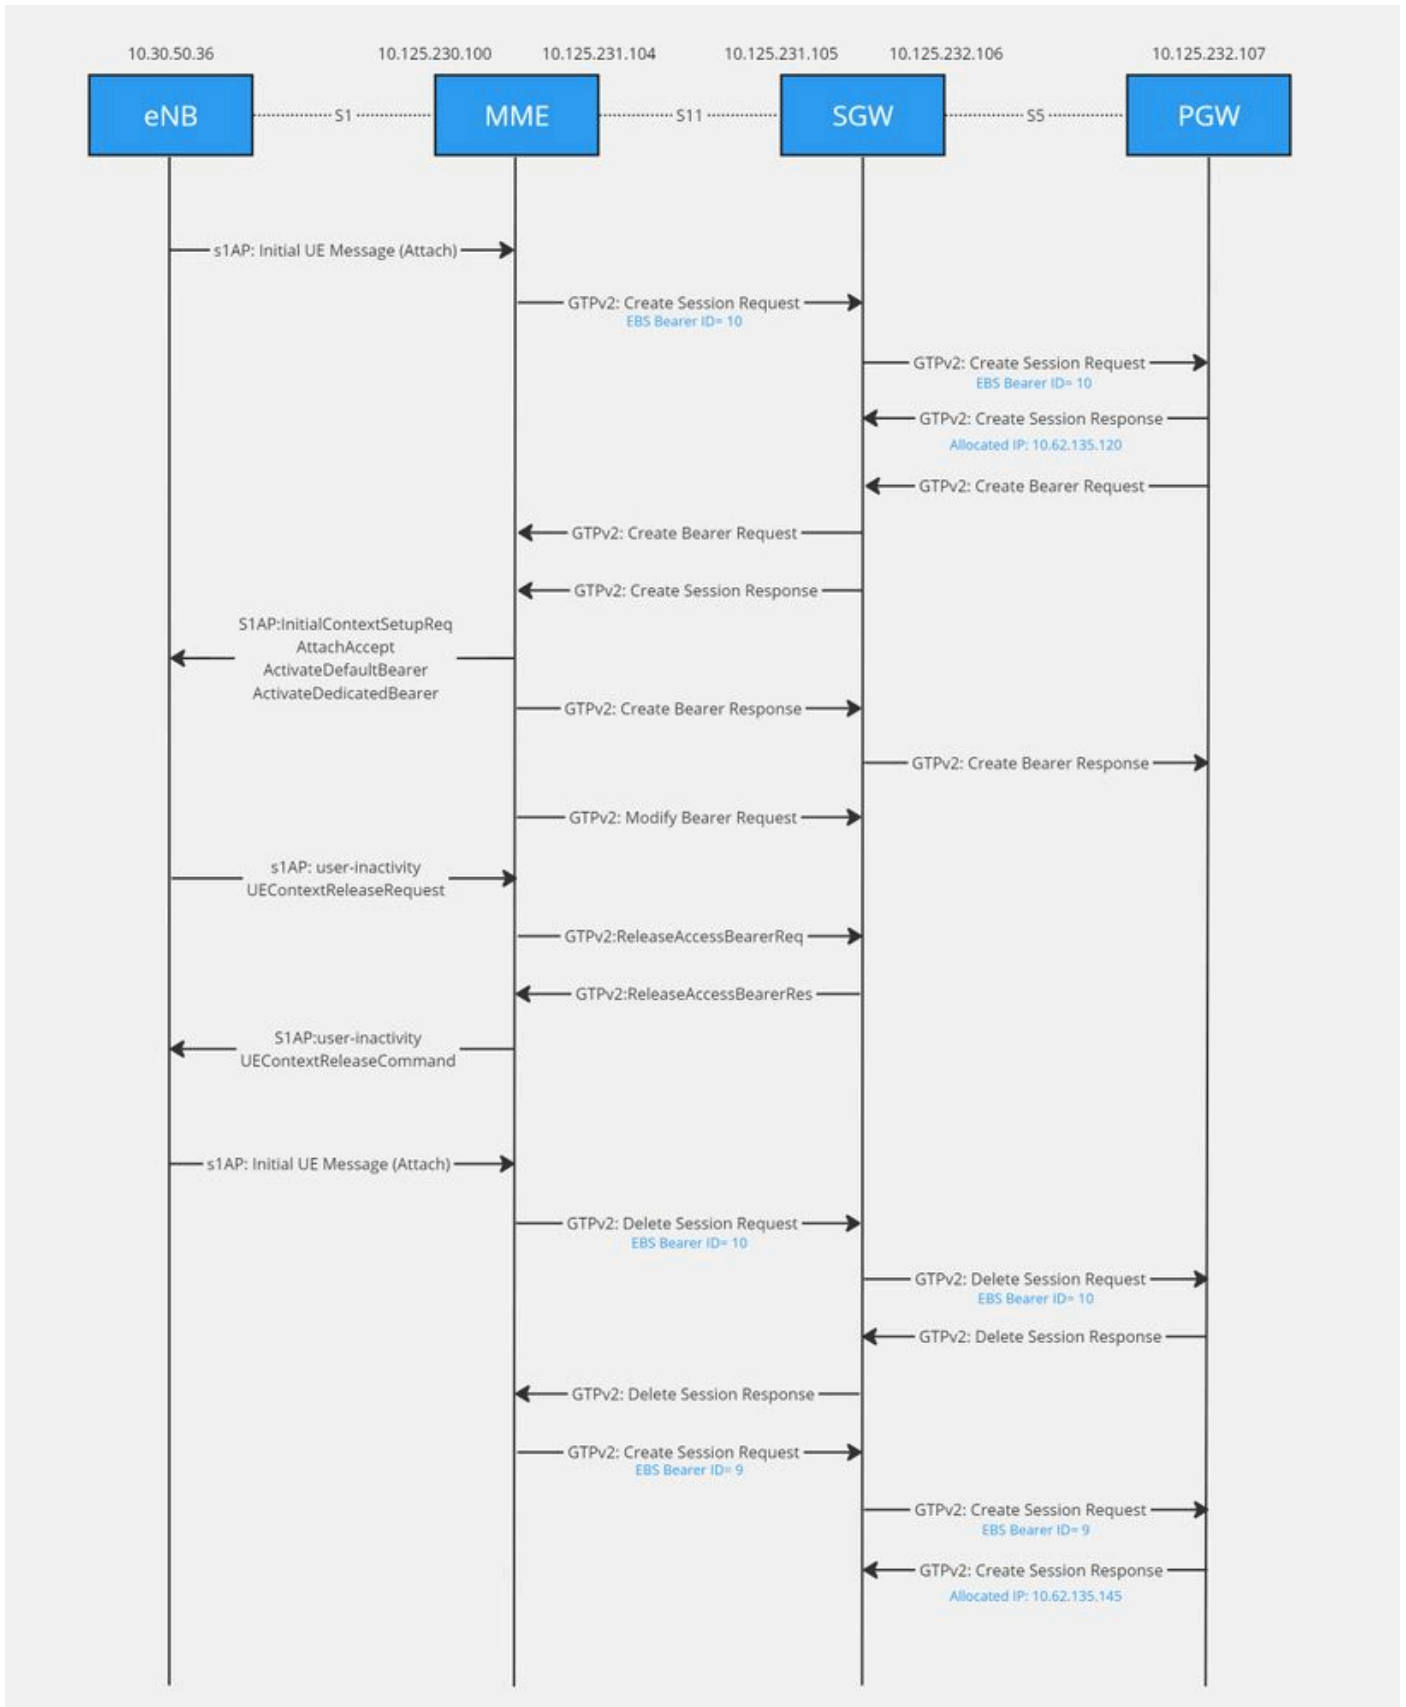 10.30.50.36
10.125.230.100
10.125.231.104
10.125.231.105
10.125.232.106
10.125.232.107
eNB
S1
MME
S11
SGW
S5
PGW
s1AP: Initial UE Message (Attach)
GTPv2: Create Session Request
EBS Bearer ID= 10
GTPv2: Create Session Request
EBS Bearer ID= 10
GTPv2: Create Session Response
Allocated IP: 10.62.135.120
GTPv2: Create Bearer Request
GTPv2: Create Bearer Request
GTPv2: Create Session Response
S1AP:InitialContextSetupReq
AttachAccept
ActivateDefaultBearer
ActivateDedicatedBearer
GTPv2: Create Bearer Response
GTPv2: Create Bearer Response
GTPv2: Modify Bearer Request
s1AP: user-inactivity
UEContextReleaseRequest
GTPv2:ReleaseAccessBearerReq
GTPv2:ReleaseAccessBearerRes
S1AP:user-inactivity
UEContextReleaseCommand
s1AP: Initial UE Message (Attach)
GTPv2: Delete Session Request
EBS Bearer ID= 10
GTPv2: Delete Session Request
EBS Bearer ID= 10
GTPv2: Delete Session Response
GTPv2: Delete Session Response
GTPv2: Create Session Request
EBS Bearer ID= 9
GTPv2: Create Session Request
EBS Bearer ID= 9
GTPv2: Create Session Response
Allocated IP: 10.62.135.145